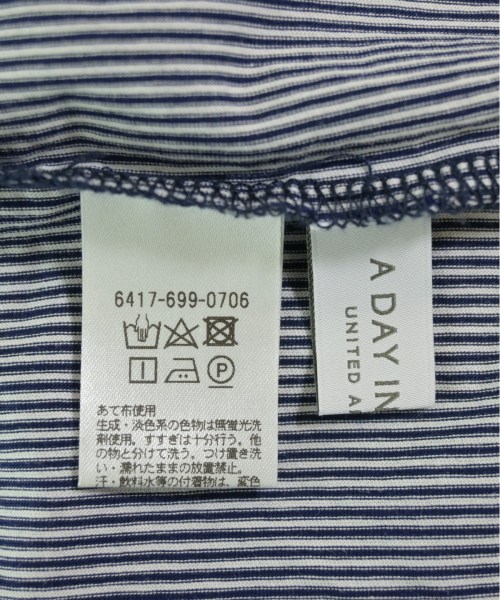 6417-699-0706
P
あて布使用
生成・淡色系の色物は無蛍光洗
剤使用。すすぎは十分行う。他
の物と分けて洗う。つけ置き洗
い・濡れたままの放置禁止。
汗・飲料水等の付着物は、変色
A DAY IN
UNITED A